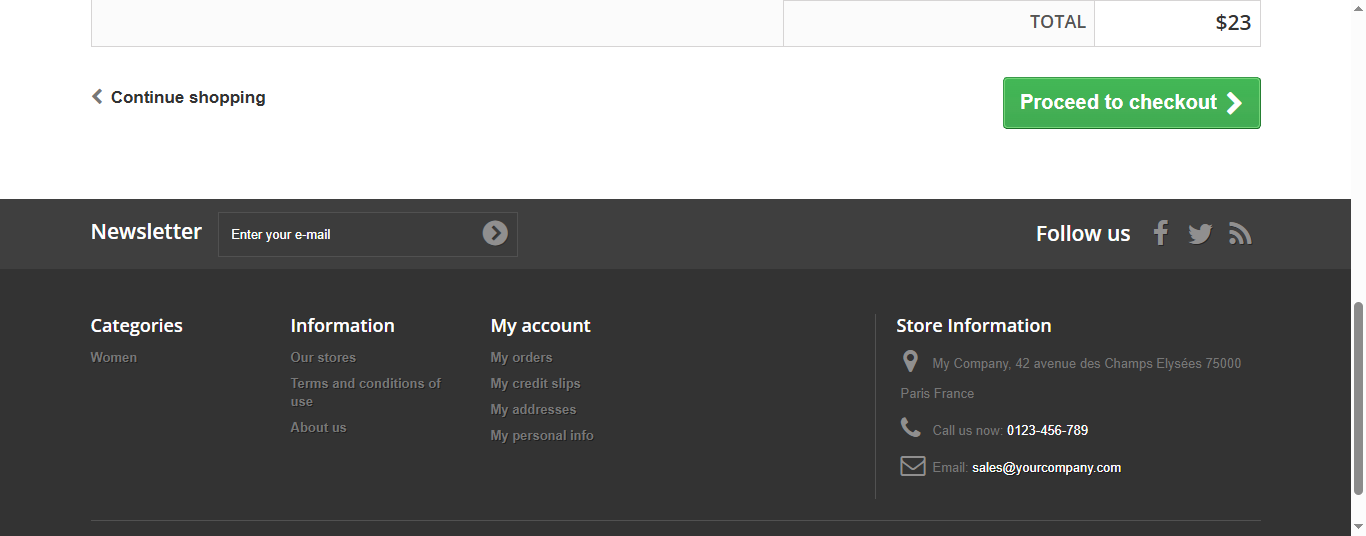 TOTAL $23
Continue shopping
Proceed to checkout
Newsletter
Enter your e-mail
Follow us
Categories
Women
Information
Our stores
Terms and conditions of
use
About us
My account
My orders
My credit slips
My addresses
My personal info
Store Information
My Company, 42 avenue des Champs Elysées 75000
Paris France
Call us now: 0123-456-789
Email: sales@yourcompany.com